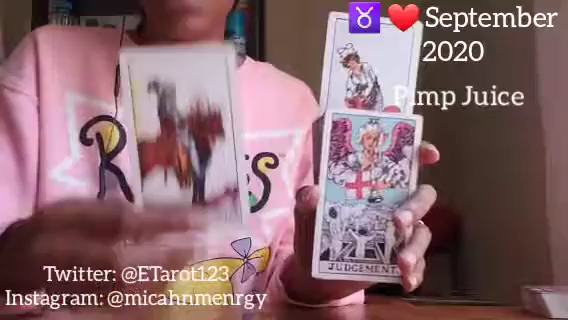 ♉ ❤️ September
2020
Pimp Juice
JUDGEMENT.
Twitter: @ETarot123
Instagram: @micahnmenrgy